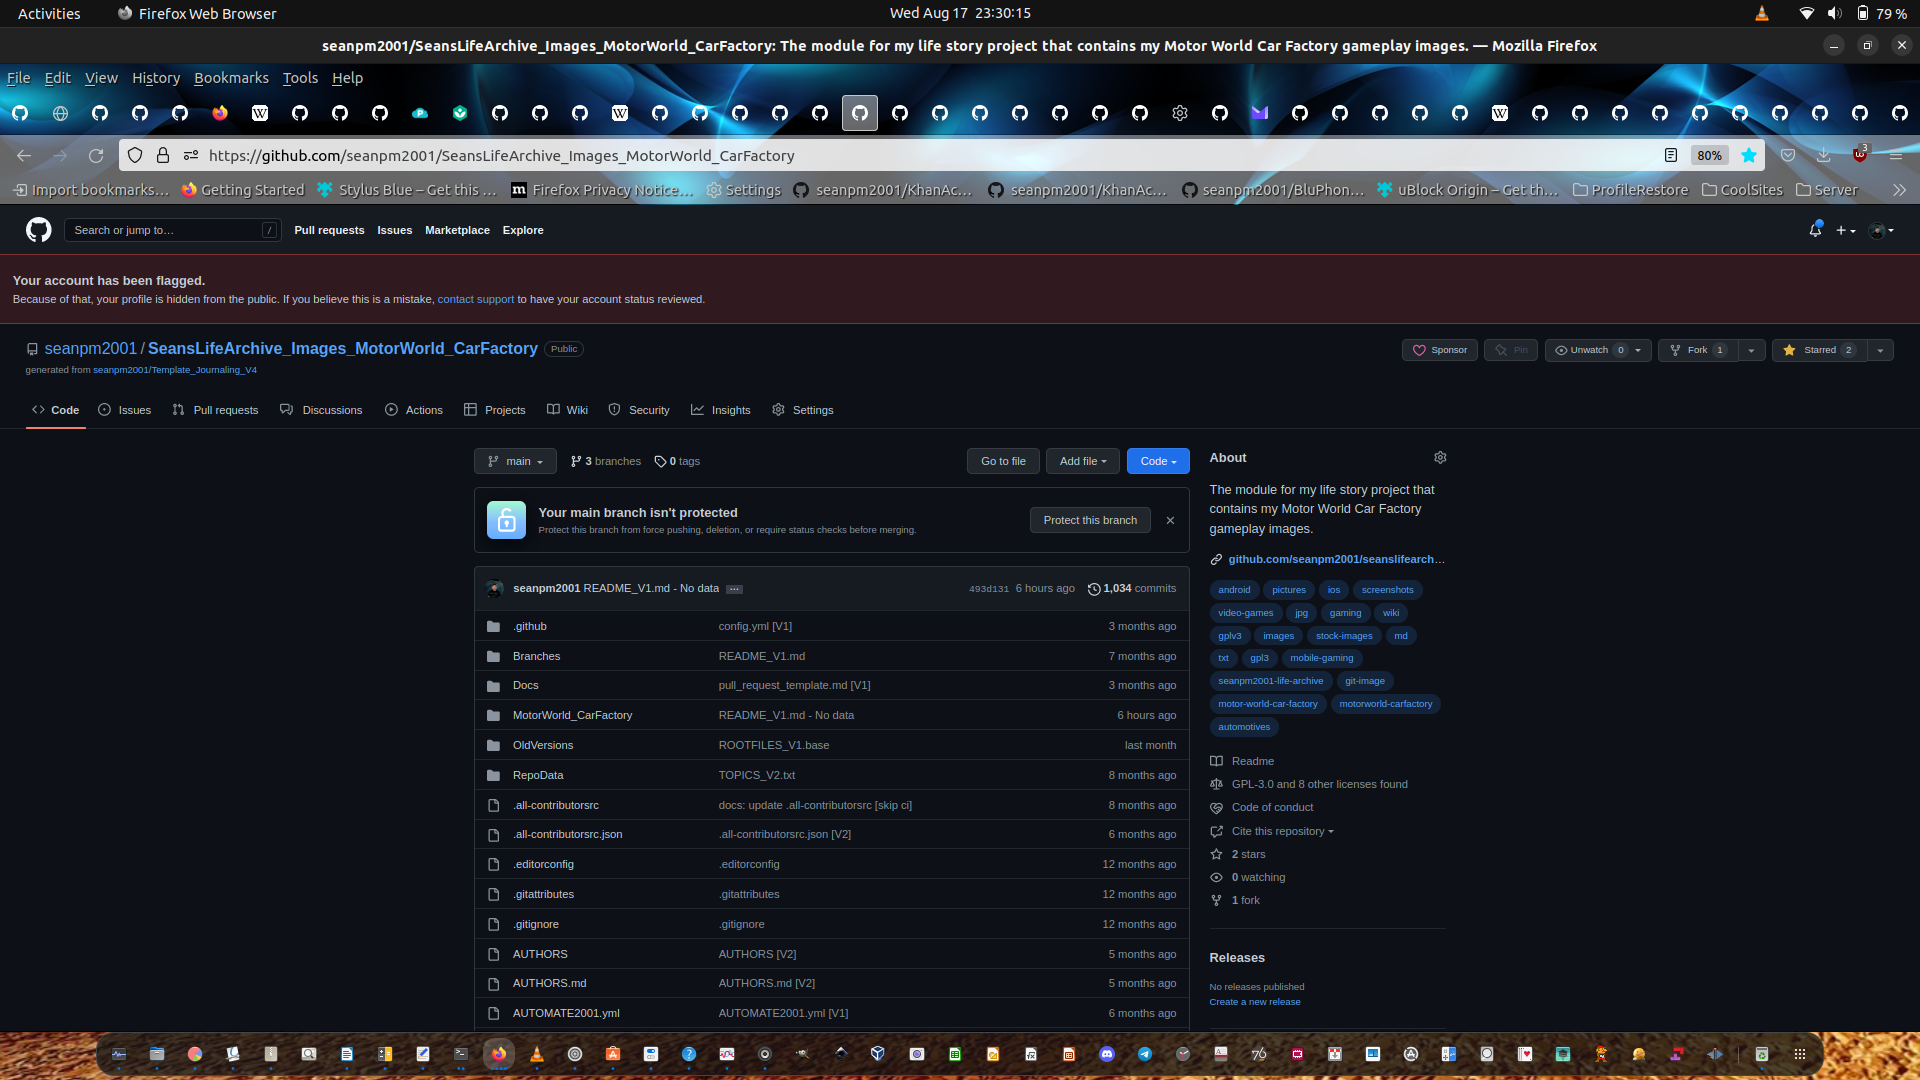 Activities
Firefox Web Browser
Wed Aug 17 23:30:15
79 %
seanpm2001/SeansLifeArchive_Images_MotorWorld_CarFactory: The module for my life story project that contains my Motor World Car Factory gameplay images. — Mozilla Firefox
File Edit View History Bookmarks Tools Help
https://github.com/seanpm2001/SeansLifeArchive_Images_MotorWorld_CarFactory
80%
3
Import bookmarks...
Getting Started
Stylus Blue – Get this ...
Firefox Privacy Notice...
Settings
seanpm2001/KhanAc...
seanpm2001/KhanAc...
seanpm2001/BluPhon...
uBlock Origin – Get th...
ProfileRestore
CoolSites
Server
Search or jump to...
/
Pull requests Issues Marketplace Explore
Your account has been flagged.
Because of that, your profile is hidden from the public. If you believe this is a mistake, contact support to have your account status reviewed.
seanpm2001 / SeansLifeArchive_Images_MotorWorld_CarFactory Public
generated from seanpm2001/Template_Journaling_V4
Sponsor
Pin
Unwatch 0
Fork 1
Starred 2
Code
Issues
Pull requests
Discussions
Actions
Projects
Wiki
Security
Insights
Settings
main
3 branches
0 tags
Go to file
Add file
Code
Your main branch isn't protected
Protect this branch from force pushing, deletion, or require status checks before merging.
Protect this branch
seanpm2001 README_V1.md - No data ...
493d131 6 hours ago 1,034 commits
.github config.yml [V1] 3 months ago
Branches README_V1.md 7 months ago
Docs pull_request_template.md [V1] 3 months ago
MotorWorld_CarFactory README_V1.md - No data 6 hours ago
OldVersions ROOTFILES_V1.base last month
RepoData TOPICS_V2.txt 8 months ago
.all-contributorsrc docs: update .all-contributorsrc [skip ci] 8 months ago
.all-contributorsrc.json .all-contributorsrc.json [V2] 6 months ago
.editorconfig .editorconfig 12 months ago
.gitattributes .gitattributes 12 months ago
.gitignore .gitignore 12 months ago
AUTHORS AUTHORS [V2] 5 months ago
AUTHORS.md AUTHORS.md [V2] 5 months ago
AUTOMATE2001.yml AUTOMATE2001.yml [V1] 6 months ago
About
The module for my life story project that
contains my Motor World Car Factory
gameplay images.
github.com/seanpm2001/seanslifearch...
android pictures ios screenshots
video-games jpg gaming wiki
gplv3 images stock-images md
txt gpl3 mobile-gaming
seanpm2001-life-archive git-image
motor-world-car-factory motorworld-carfactory
automotives
Readme
GPL-3.0 and 8 other licenses found
Code of conduct
Cite this repository
2 stars
0 watching
1 fork
Releases
No releases published
Create a new release